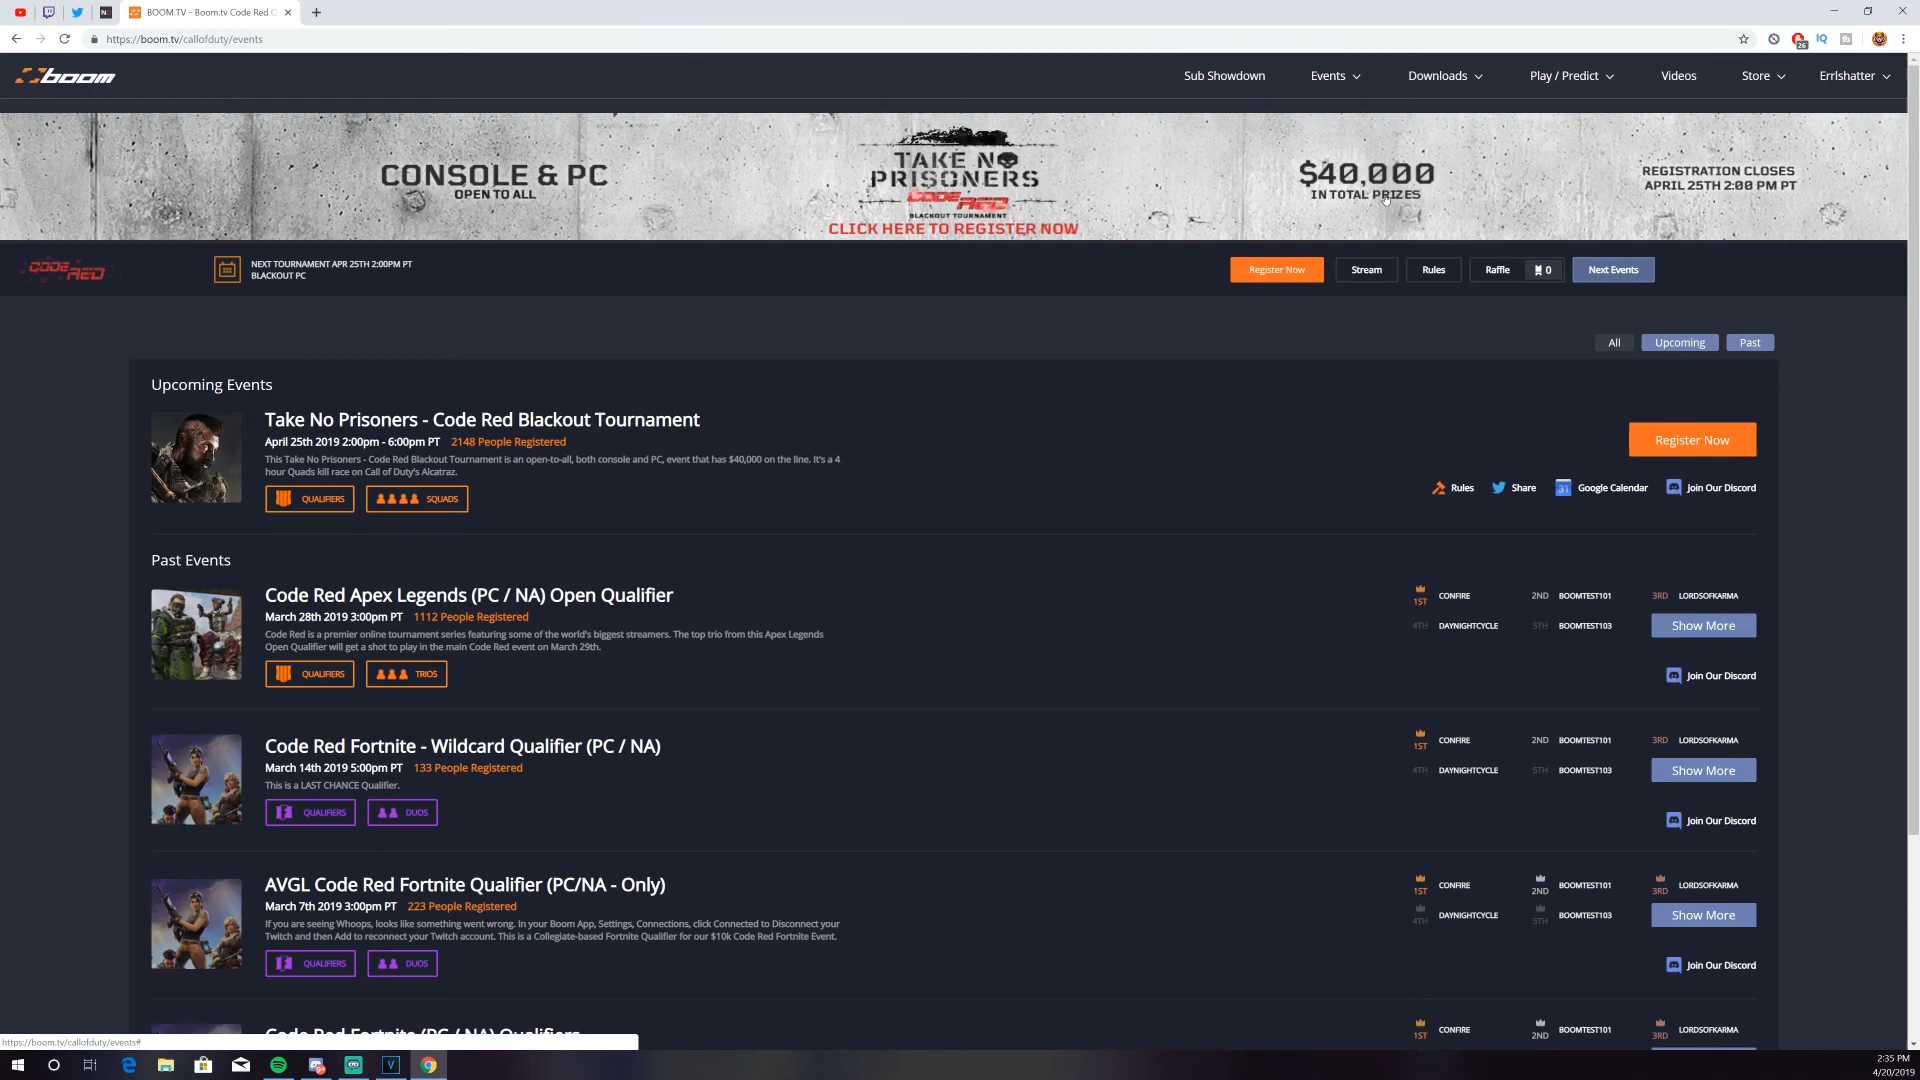 BOOM.TV - Boom.tv Code Red C
https://boom.tv/callofduty/events
26
boom
Sub Showdown
Events
Downloads
Play / Predict
Videos
Store
Errlshatter
CONSOLE & PC
OPEN TO ALL
TAKE NO
PRISONERS
CODE RED
BLACKOUT TOURNAMENT
CLICK HERE TO REGISTER NOW
$40,000
IN TOTAL PRIZES
REGISTRATION CLOSES
APRIL 25TH 2:00 PM PT
CODE RED
NEXT TOURNAMENT APR 25TH 2:00PM PT
BLACKOUT PC
Register Now
Stream
Rules
Raffle
0
Next Events
All
Upcoming
Past
Upcoming Events
Take No Prisoners - Code Red Blackout Tournament
April 25th 2019 2:00pm - 6:00pm PT 2148 People Registered
This Take No Prisoners - Code Red Blackout Tournament is an open-to-all, both console and PC, event that has $40,000 on the line. It's a 4
hour Quads kill race on Call of Duty's Alcatraz.
QUALIFIERS
SQUADS
Register Now
Rules
Share
31
Google Calendar
Join Our Discord
Past Events
Code Red Apex Legends (PC / NA) Open Qualifier
March 28th 2019 3:00pm PT 1112 People Registered
Code Red is a premier online tournament series featuring some of the world's biggest streamers. The top trio from this Apex Legends
Open Qualifier will get a shot to play in the main Code Red event on March 29th.
QUALIFIERS
TRIOS
1ST CONFIRE 2ND BOOMTEST101 3RD LORDSOFKARMA
4TH DAYNIGHTCYCLE 5TH BOOMTEST103
Show More
Join Our Discord
Code Red Fortnite - Wildcard Qualifier (PC / NA)
March 14th 2019 5:00pm PT 133 People Registered
This is a LAST CHANCE Qualifier.
QUALIFIERS
DUOS
1ST CONFIRE 2ND BOOMTEST101 3RD LORDSOFKARMA
4TH DAYNIGHTCYCLE 5TH BOOMTEST103
Show More
Join Our Discord
AVGL Code Red Fortnite Qualifier (PC/NA - Only)
March 7th 2019 3:00pm PT 223 People Registered
If you are seeing Whoops, looks like something went wrong. In your Boom App, Settings, Connections, click Connected to Disconnect your
Twitch and then Add to reconnect your Twitch account. This is a Collegiate-based Fortnite Qualifier for our $10k Code Red Fortnite Event.
QUALIFIERS
DUOS
1ST CONFIRE 2ND BOOMTEST101 3RD LORDSOFKARMA
4TH DAYNIGHTCYCLE 5TH BOOMTEST103
Show More
Join Our Discord
Code Red Fortnite (PC / NA) Qualifiers
1ST CONFIRE 2ND BOOMTEST101 3RD LORDSOFKARMA
https://boom.tv/callofduty/events#
2:35 PM
4/20/2019